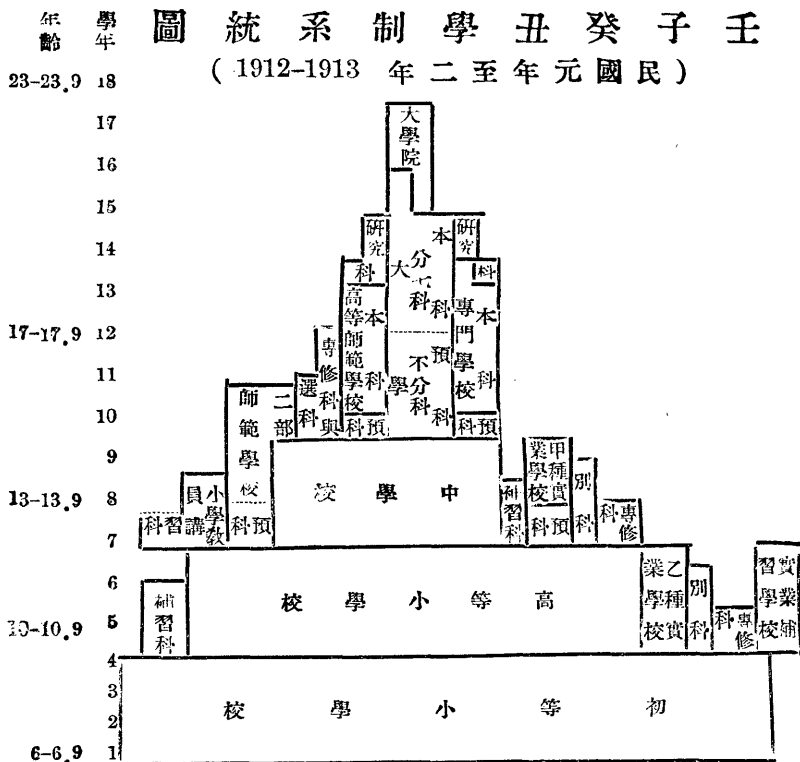 壬子癸丑學制系統圖
（民國元年至二年 1912-1913）
年齡
學年
23-23.9 18
17
16
15
14
13
17-17.9 12
11
10
9
13-13.9 8
7
6
10-10.9 5
4
3
2
6-6.9 1
大學院
研究科
本科
分科
大學
預科
不分科
研究科
專門學校
本科
預科
高等師範學校
本科
預科
專修科與
選科
師範學校
二部
預科
小學教員講習科
中學校
補習科
甲種實業學校
預科
別科
專修科
補習科
高等小學校
乙種實業學校
別科
專修科
實業補習學校
初等小學校